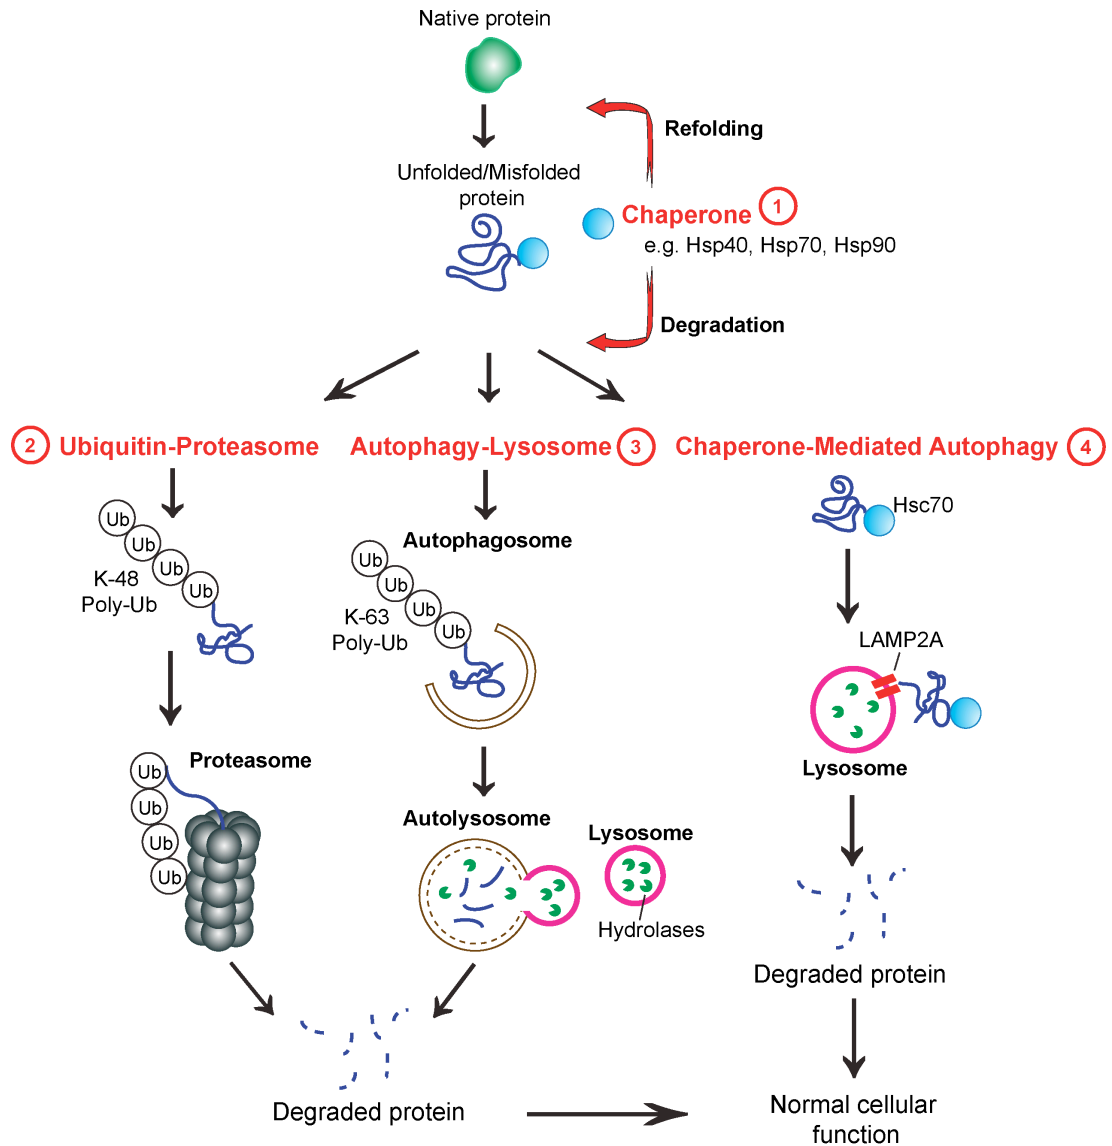 Native protein
Refolding
Unfolded/Misfolded
protein
Chaperone 1
e.g. Hsp40, Hsp70, Hsp90
Degradation
2 Ubiquitin-Proteasome
Autophagy-Lysosome 3
Chaperone-Mediated Autophagy 4
Ub
Ub
Ub
Ub
K-48
Poly-Ub
Proteasome
Ub
Ub
Ub
Ub
Autophagosome
Ub
Ub
Ub
Ub
K-63
Poly-Ub
Autolysosome
Lysosome
Hydrolases
Hsc70
LAMP2A
Lysosome
Degraded protein
Degraded protein
Normal cellular
function